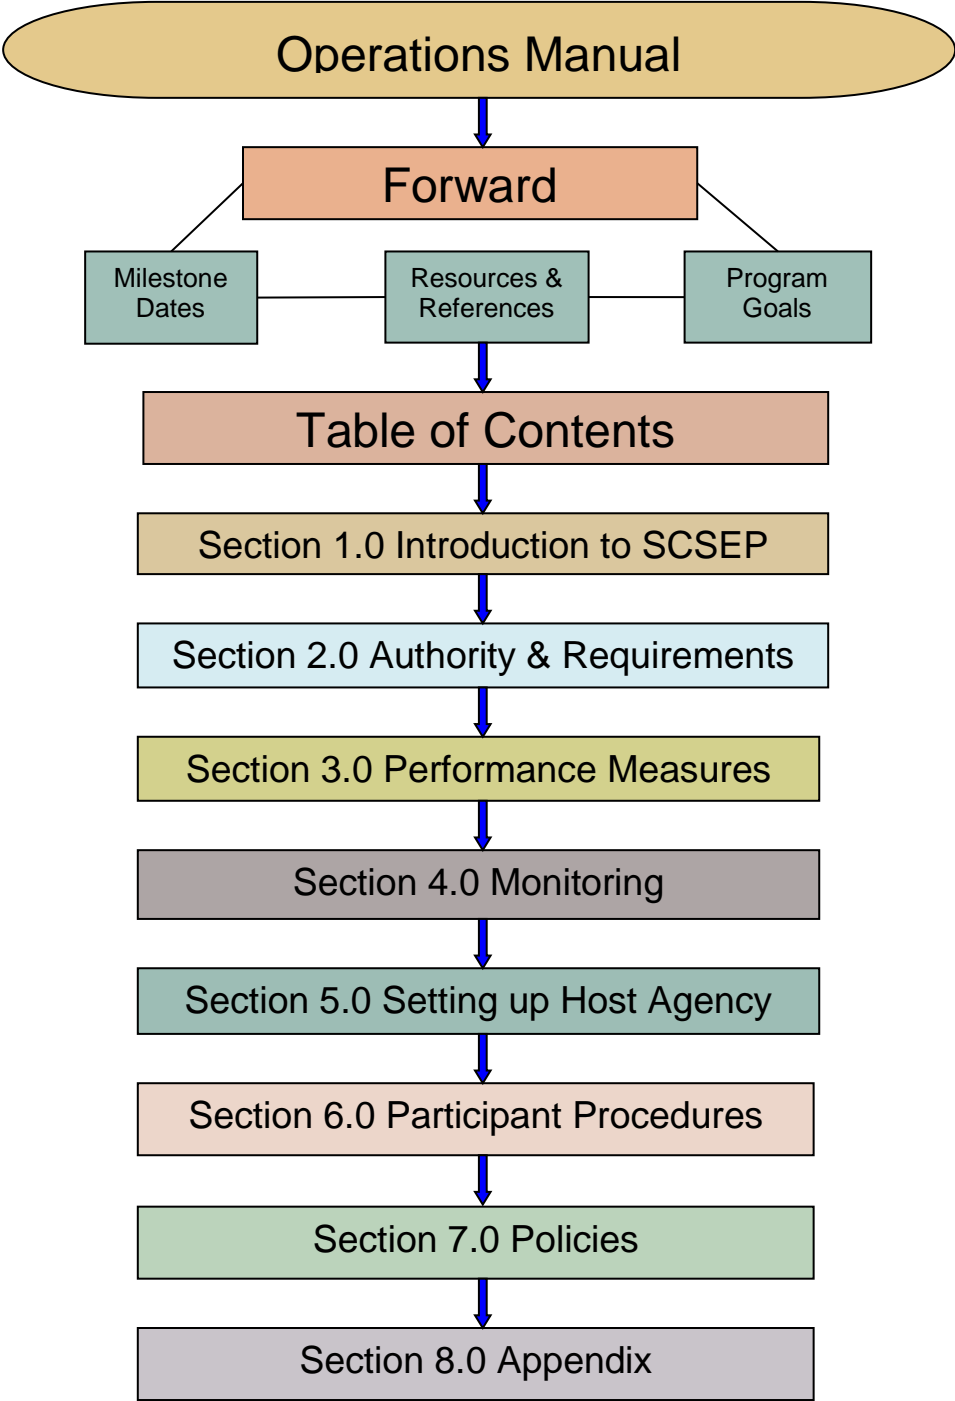 Operations Manual
Forward
Milestone
Dates
Resources &
References
Program
Goals
Table of Contents
Section 1.0 Introduction to SCSEP
Section 2.0 Authority & Requirements
Section 3.0 Performance Measures
Section 4.0 Monitoring
Section 5.0 Setting up Host Agency
Section 6.0 Participant Procedures
Section 7.0 Policies
Section 8.0 Appendix